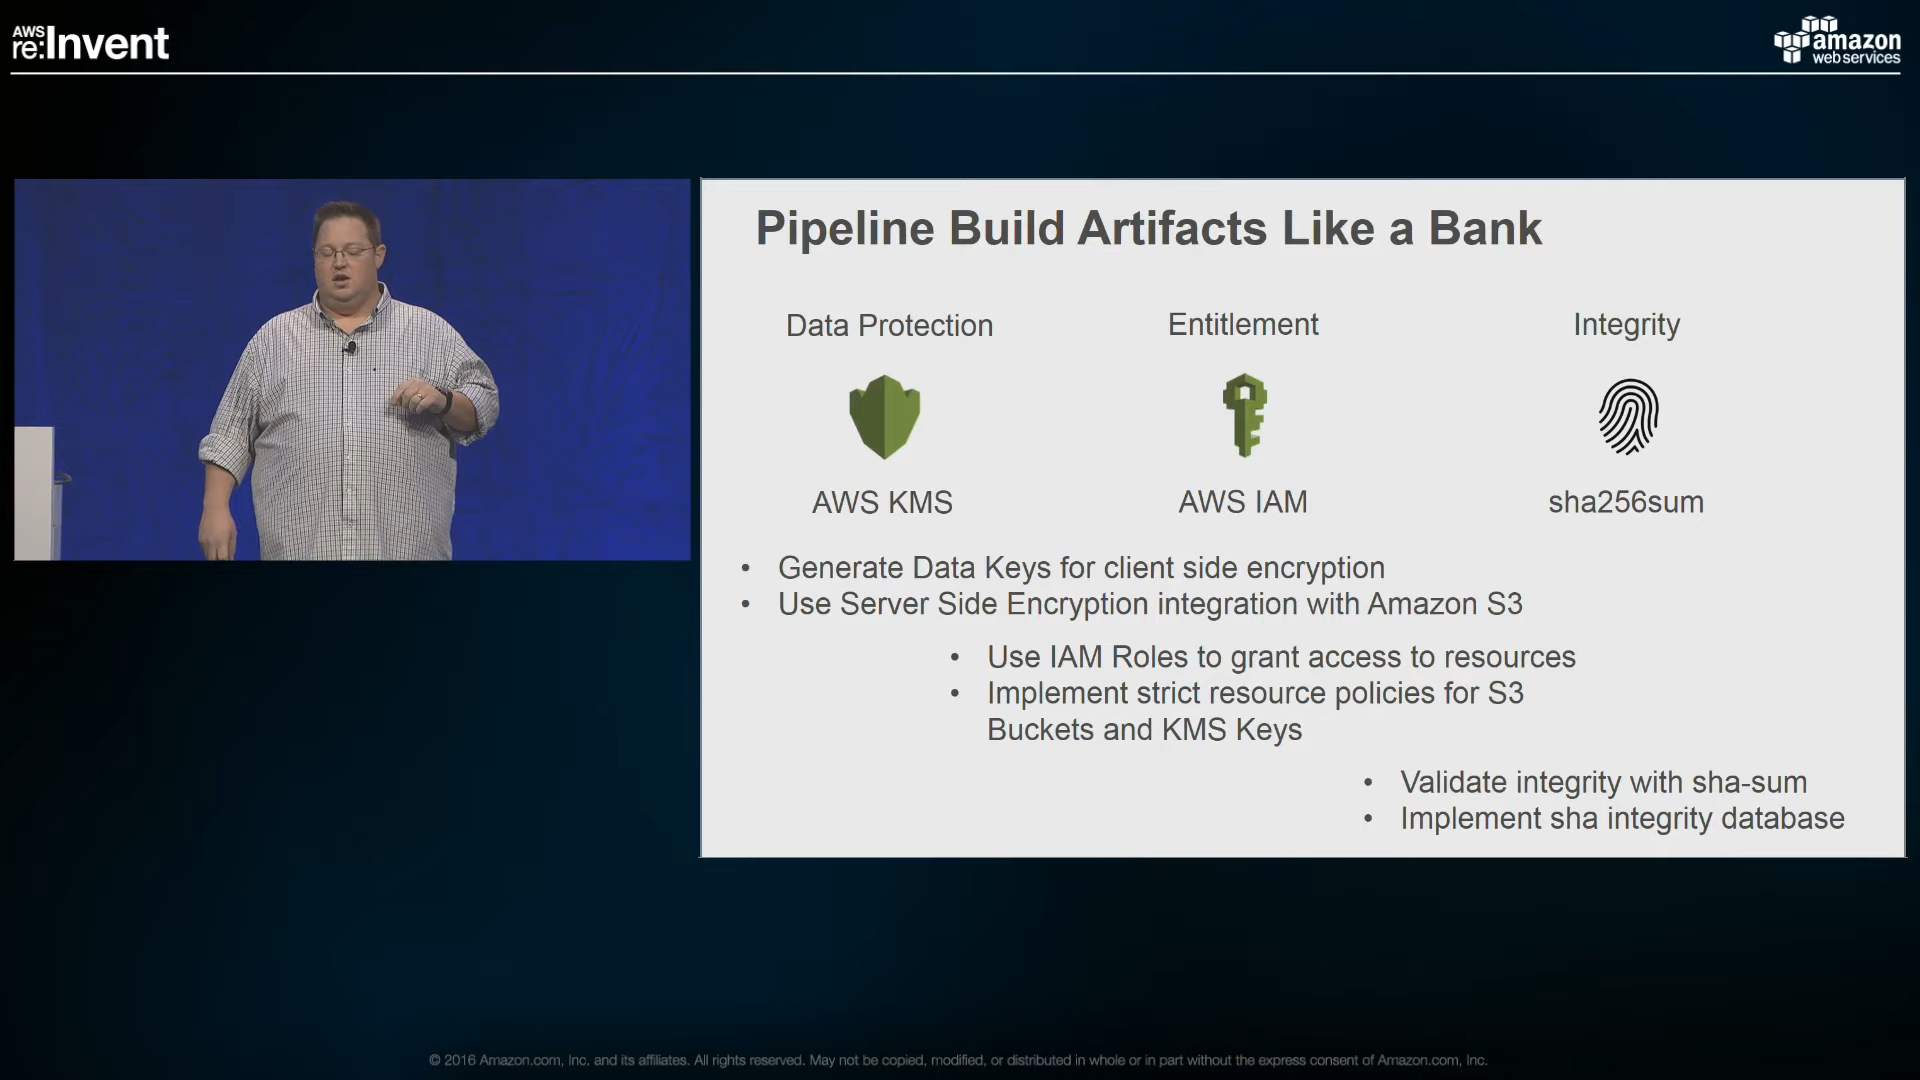 AWS
re:Invent
amazon
web services
Pipeline Build Artifacts Like a Bank
Data Protection
Entitlement
Integrity
AWS KMS
AWS IAM
sha256sum
• Generate Data Keys for client side encryption
• Use Server Side Encryption integration with Amazon S3
• Use IAM Roles to grant access to resources
• Implement strict resource policies for S3
Buckets and KMS Keys
• Validate integrity with sha-sum
• Implement sha integrity database
© 2016 Amazon.com, Inc. and its affiliates. All rights reserved. May not be copied, modified, or distributed in whole or in part without the express consent of Amazon.com, Inc.